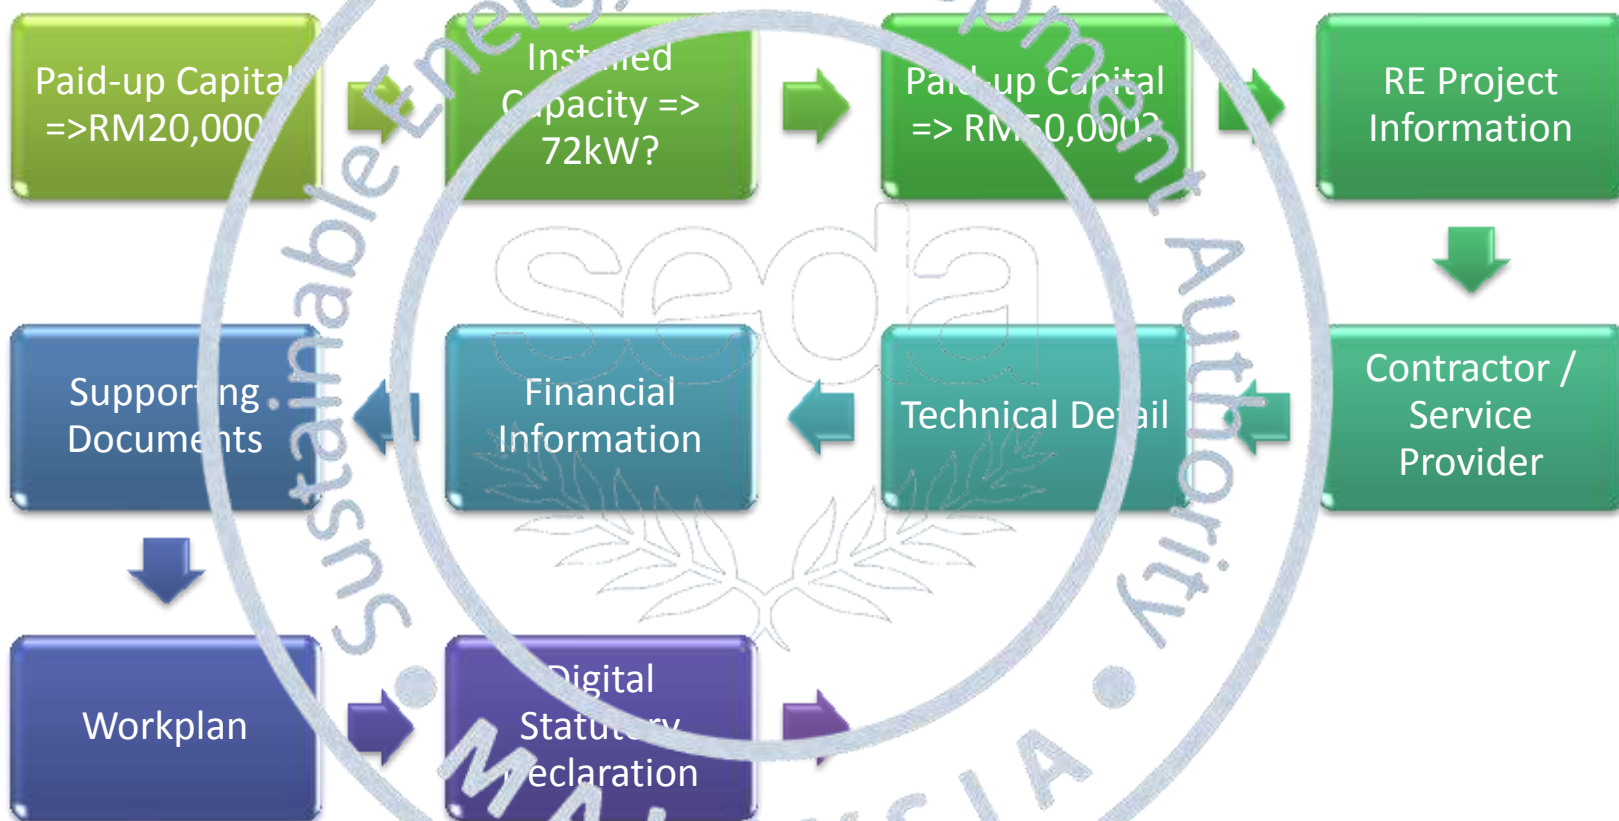 Paid-up Capital
=>RM20,000
Installed
Capacity =>
72kW?
Paid-up Capital
=> RM50,000?
RE Project
Information
Supporting
Documents
Financial
Information
Technical Detail
Contractor /
Service
Provider
Workplan
Digital
Statutory
Declaration
seda
Sustainable Energy
Authority
MALAYSIA